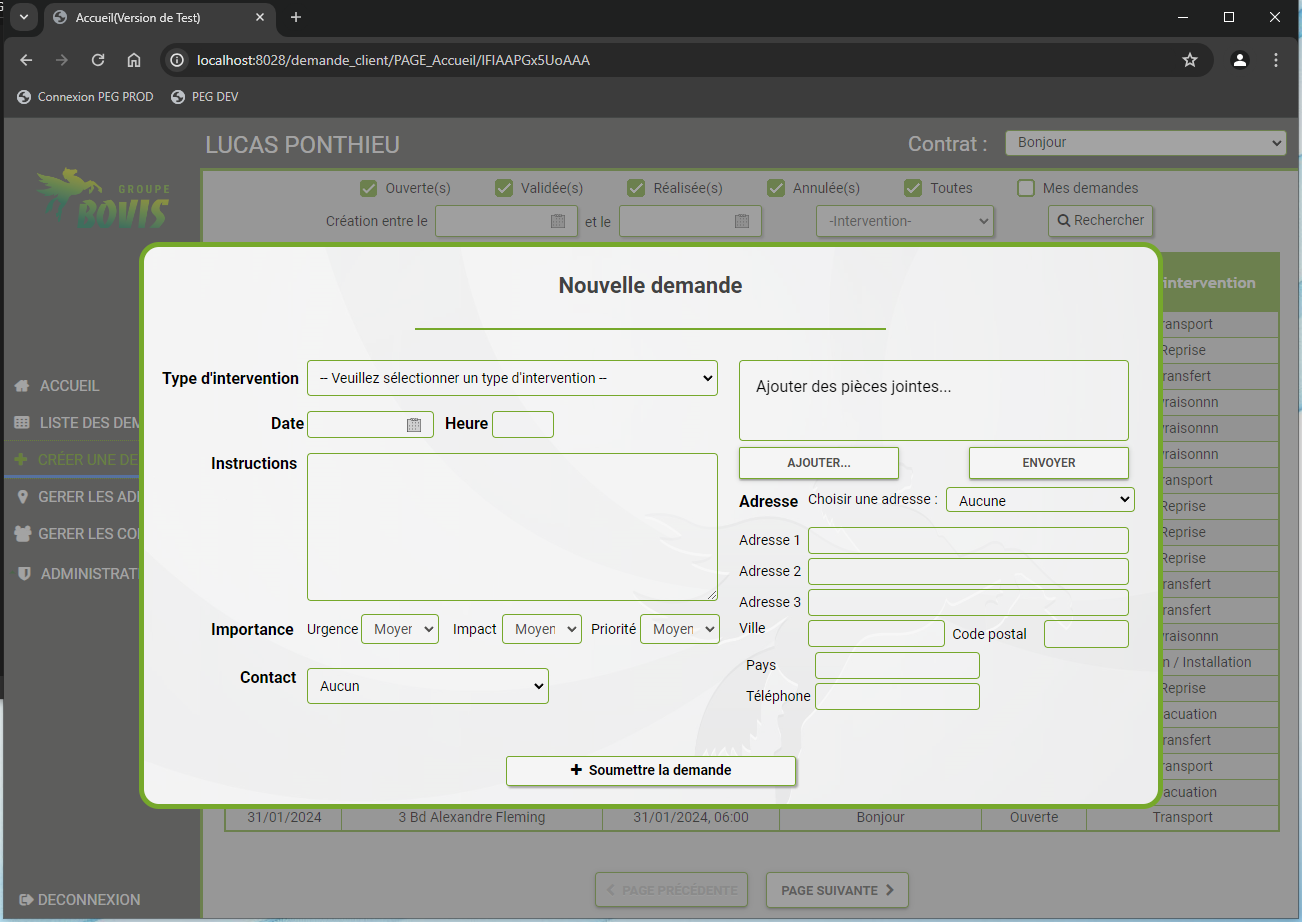 Accueil(Version de Test)
localhost:8028/demande_client/PAGE_Accueil/IFIAAPGx5UoAAA
Connexion PEG PROD PEG DEV
LUCAS PONTHIEU Contrat : Bonjour
GROUPE
BOVIS
Ouverte(s) Validée(s) Réalisée(s) Annulée(s) Toutes Mes demandes
Création entre le et le -Intervention- Rechercher
ACCUEIL
LISTE DES DEM
CRÉER UNE DE
GERER LES AD
GERER LES CO
ADMINISTRAT
DECONNEXION
Nouvelle demande
Type d'intervention -- Veuillez sélectionner un type d'intervention --
Date Heure
Instructions
Importance Urgence Moyen Impact Moyen Priorité Moyen
Contact Aucun
Ajouter des pièces jointes...
AJOUTER... ENVOYER
Adresse Choisir une adresse : Aucune
Adresse 1
Adresse 2
Adresse 3
Ville Code postal
Pays
Téléphone
Soumettre la demande
intervention
ransport
Reprise
ransfert
vraisonnn
vraisonnn
vraisonnn
ransport
Reprise
Reprise
Reprise
ransfert
ransfert
vraisonnn
n / Installation
Reprise
acuation
ransfert
ransport
acuation
31/01/2024 3 Bd Alexandre Fleming 31/01/2024, 06:00 Bonjour Ouverte Transport
PAGE PRÉCÉDENTE PAGE SUIVANTE